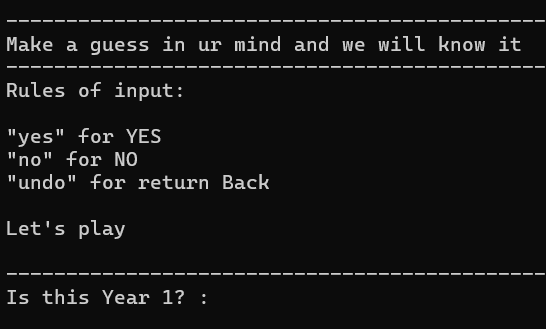 ---------------------------------------------
Make a guess in ur mind and we will know it
---------------------------------------------
Rules of input:
"yes" for YES
"no" for NO
"undo" for return Back
Let's play
---------------------------------------------
Is this Year 1? :